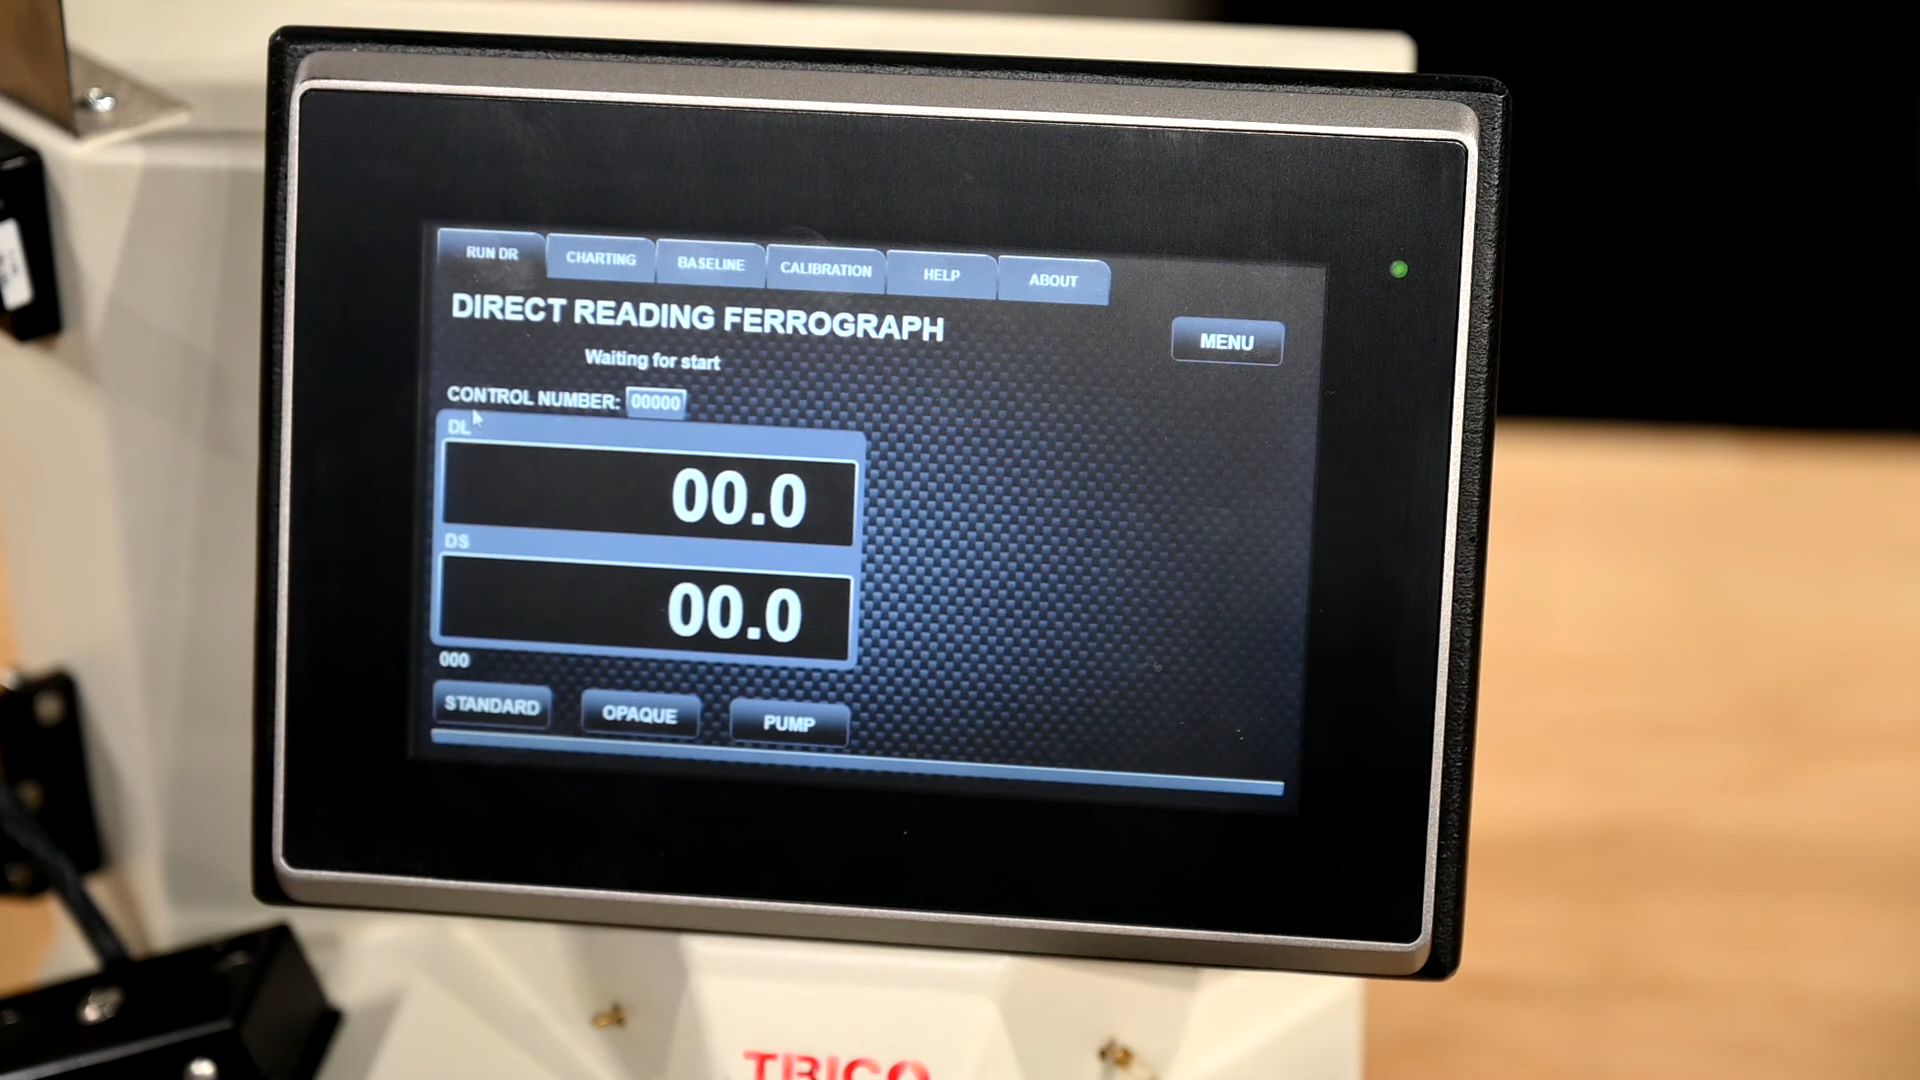 RUN DR CHARTING BASELINE CALIBRATION HELP ABOUT
DIRECT READING FERROGRAPH
MENU
Waiting for start
CONTROL NUMBER: 00000
DL
00.0
DS
00.0
000
STANDARD OPAQUE PUMP
TRICO